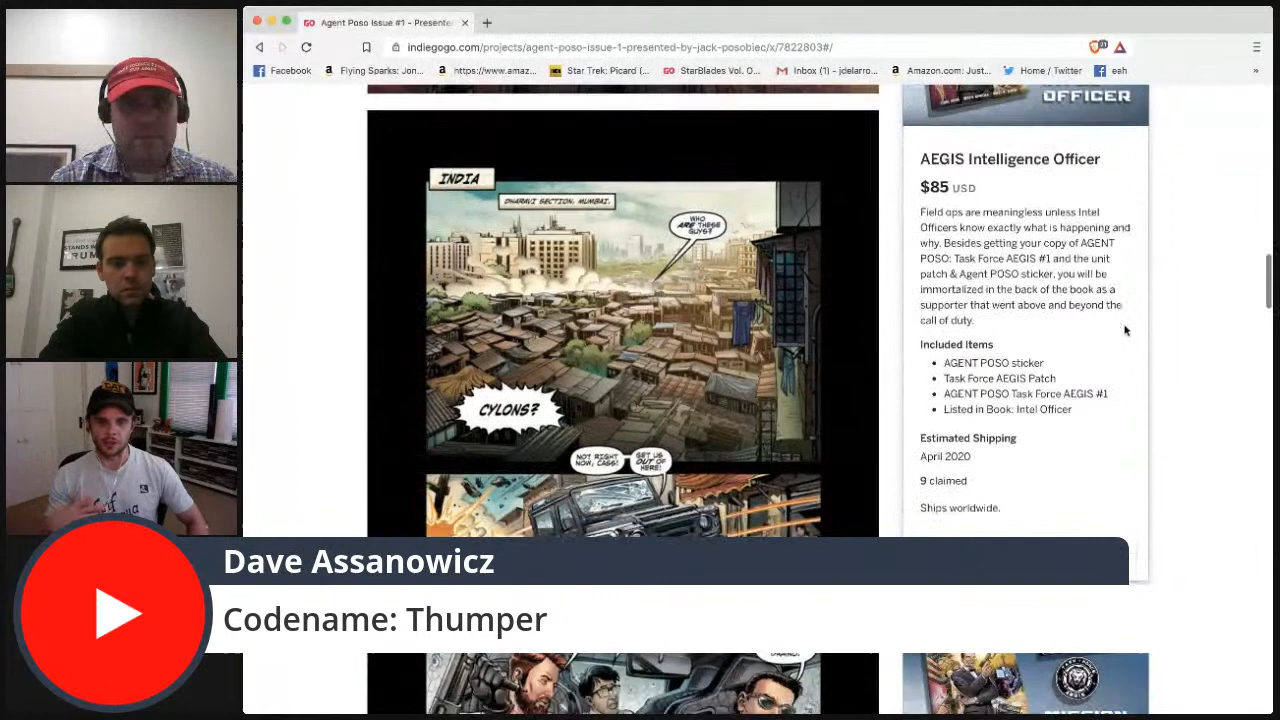 Agent Poso Issue #1 - Presente
indiegogo.com/projects/agent-poso-issue-1-presented-by-jack-posobiec/x/7822803#/
Facebook
Flying Sparks: Jon...
https://www.amaz...
Star Trek: Picard (...
StarBlades Vol. O...
Inbox (1) - jdelarro...
Amazon.com: Just...
Home / Twitter
eah
OFFICER
AEGIS Intelligence Officer
$85 USD
Field ops are meaningless unless Intel
Officers know exactly what is happening and
why. Besides getting your copy of AGENT
POSO: Task Force AEGIS #1 and the unit
patch & Agent POSO sticker, you will be
immortalized in the back of the book as a
supporter that went above and beyond the
call of duty.
Included Items
AGENT POSO sticker
Task Force AEGIS Patch
AGENT POSO Task Force AEGIS #1
Listed in Book: Intel Officer
Estimated Shipping
April 2020
9 claimed
Ships worldwide.
INDIA
DHARAVI SECTION, MUMBAI.
WHO
ARE THESE
GUYS?
CYLONS?
NOT RIGHT
NOW, CASS!
GET US
OUT OF
HERE!
STANDS
TRUM
Dave Assanowicz
Codename: Thumper